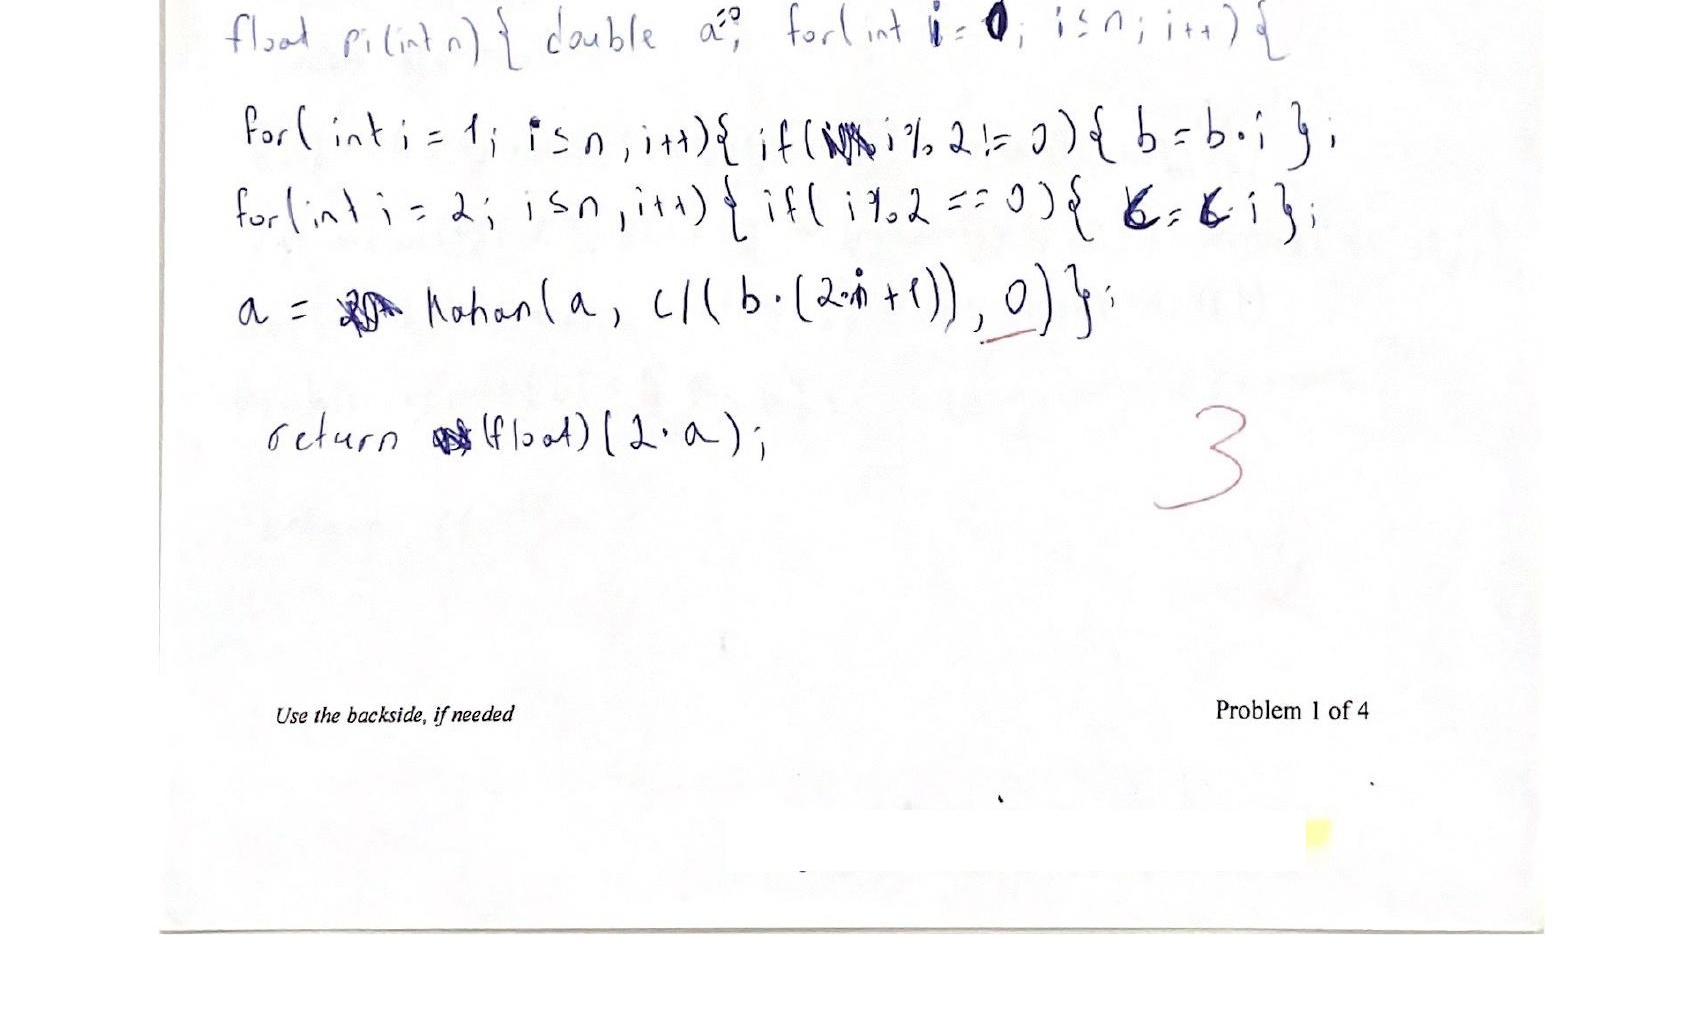 float pi(int n) { double a=0; for(int i=0; i≤n; i++){
for( int i = 1; i≤n, i++){ if( i%2 != 0){ b = b·i };
for(int i = 2; i≤n, i++){ if( i%2 == 0){ c = c·i };
a = Kahan(a, c/( b·(2·i+1)), 0)};
return (float)(2·a);
3
Use the backside, if needed
Problem 1 of 4